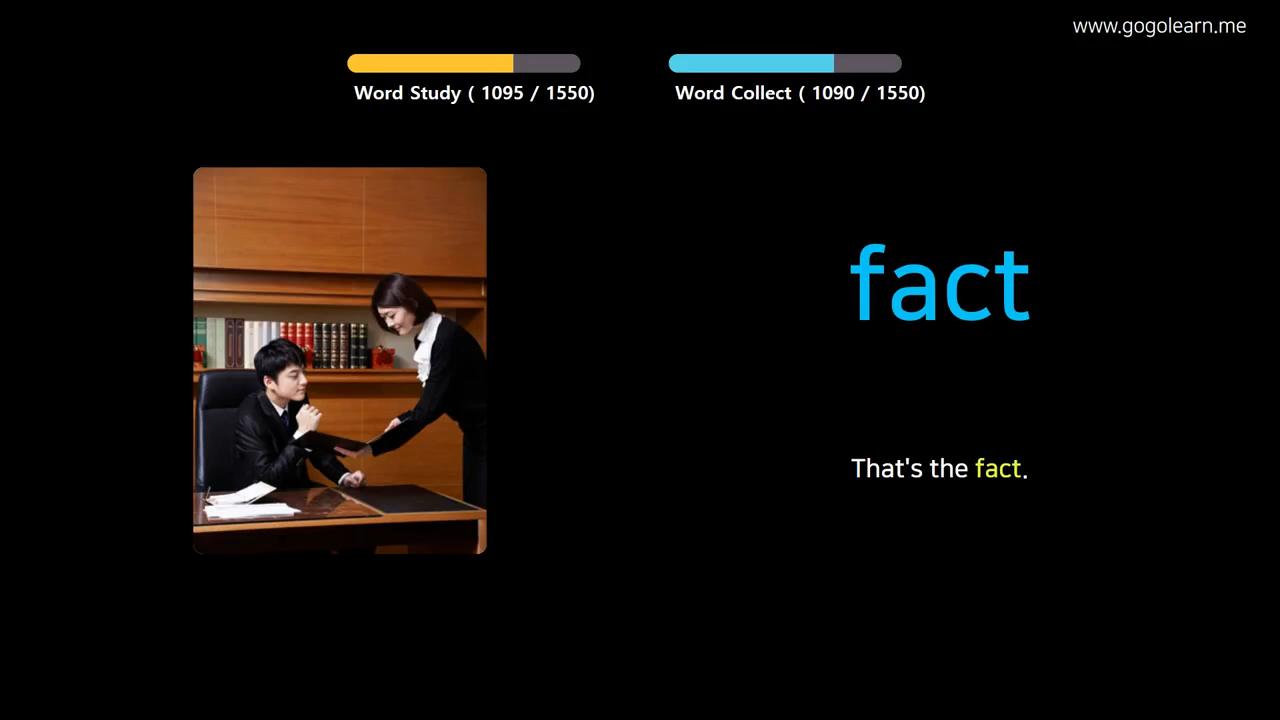 www.gogolearn.me
Word Study ( 1095 / 1550)
Word Collect ( 1090 / 1550)
fact
That's the fact.